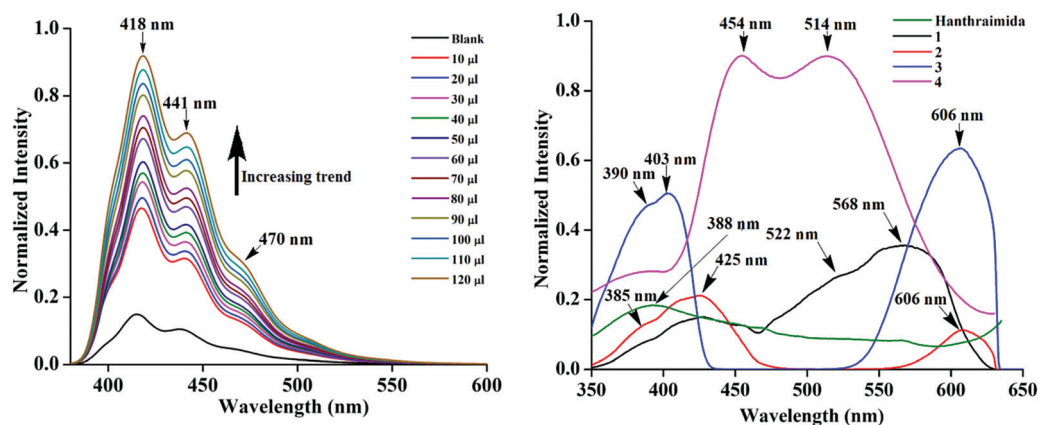 418 nm
441 nm
470 nm
Increasing trend
Blank
10 µl
20 µl
30 µl
40 µl
50 µl
60 µl
70 µl
80 µl
90 µl
100 µl
110 µl
120 µl
Normalized Intensity
1.0
0.8
0.6
0.4
0.2
0.0
400
450
500
550
600
Wavelength (nm)
454 nm
514 nm
Hanthraimida
1
2
3
4
606 nm
390 nm
403 nm
388 nm
568 nm
522 nm
425 nm
385 nm
606 nm
Normalized Intensity
1.0
0.8
0.6
0.4
0.2
0.0
350
400
450
500
550
600
650
Wavelength (nm)